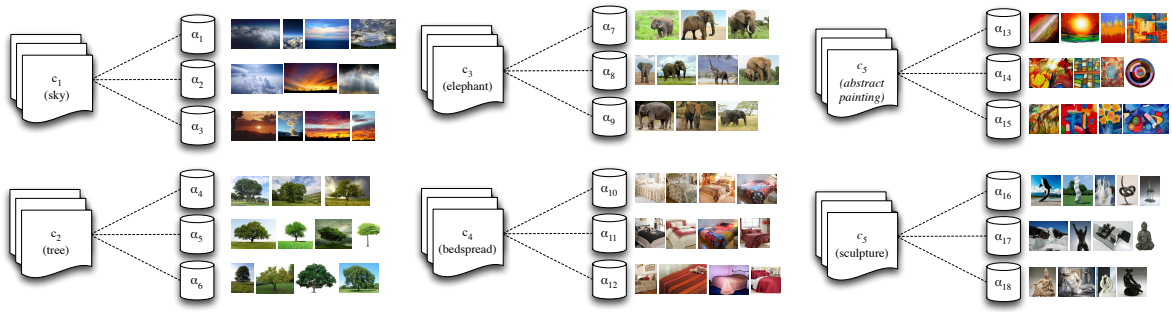 c1
(sky)
α1
α2
α3
c2
(tree)
α4
α5
α6
c3
(elephant)
α7
α8
α9
c4
(bedspread)
α10
α11
α12
c5
(abstract
painting)
α13
α14
α15
c5
(sculpture)
α16
α17
α18